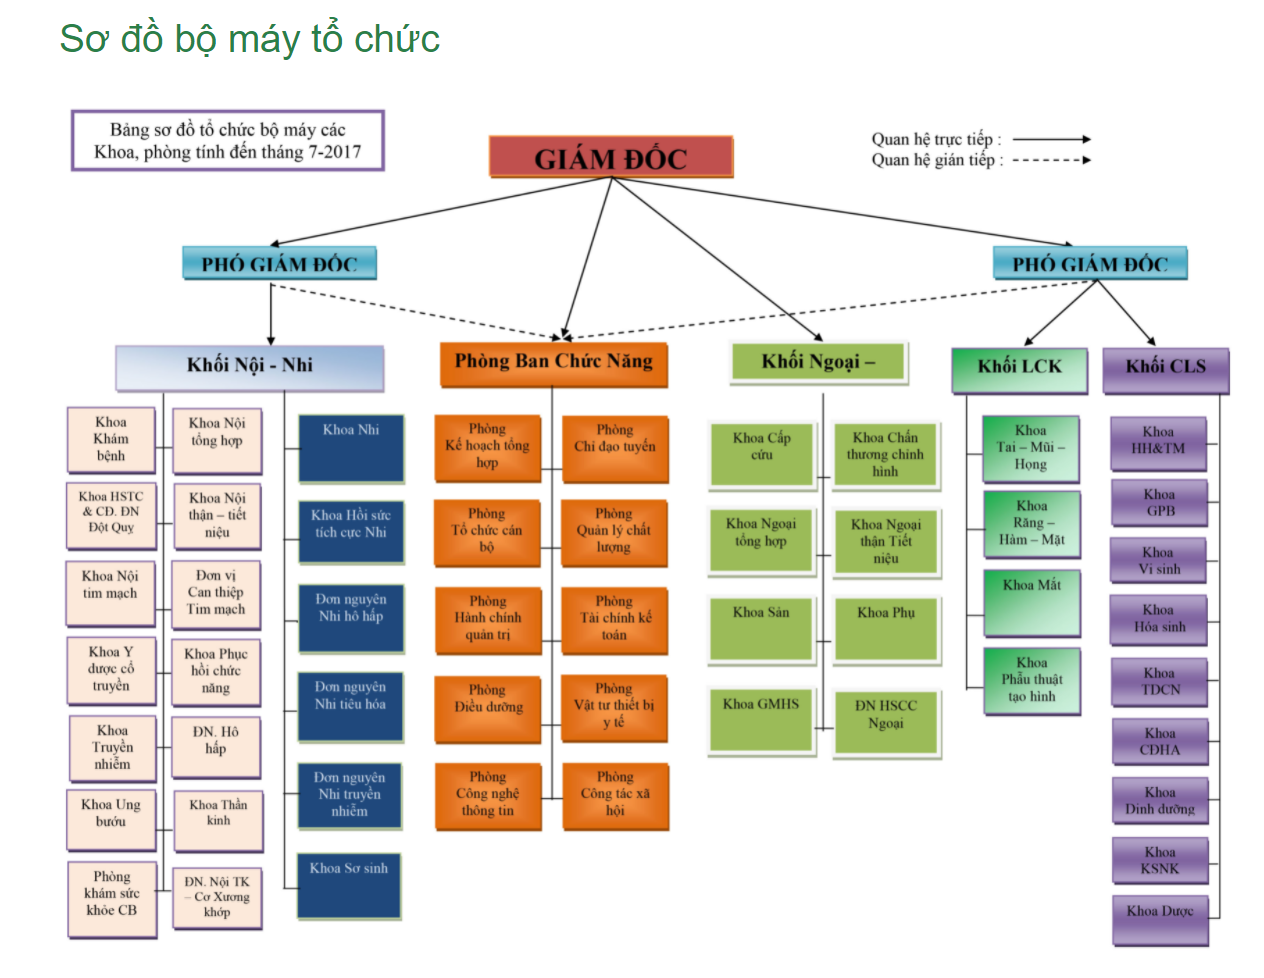 Sơ đồ bộ máy tổ chức
Bảng sơ đồ tổ chức bộ máy các
Khoa, phòng tính đến tháng 7-2017
GIÁM ĐỐC
Quan hệ trực tiếp :
Quan hệ gián tiếp :
PHÓ GIÁM ĐỐC
PHÓ GIÁM ĐỐC
Khối Nội - Nhi
Phòng Ban Chức Năng
Khối Ngoại –
Khối LCK
Khối CLS
Khoa
Khám
bệnh
Khoa HSTC
& CĐ. ĐN
Đột Quỵ
Khoa Nội
tim mạch
Khoa Y
dược cổ
truyền
Khoa
Truyền
nhiễm
Khoa Ung
bướu
Phòng
khám sức
khỏe CB
Khoa Nội
tổng hợp
Khoa Nội
thận – tiết
niệu
Đơn vị
Can thiệp
Tim mạch
Khoa Phục
hồi chức
năng
ĐN. Hô
hấp
Khoa Thần
kinh
ĐN. Nội TK
– Cơ Xương
khớp
Khoa Nhi
Khoa Hồi sức
tích cực Nhi
Đơn nguyên
Nhi hô hấp
Đơn nguyên
Nhi tiêu hóa
Đơn nguyên
Nhi truyền
nhiễm
Khoa Sơ sinh
Phòng
Kế hoạch tổng
hợp
Phòng
Tổ chức cán
bộ
Phòng
Hành chính
quản trị
Phòng
Điều dưỡng
Phòng
Công nghệ
thông tin
Phòng
Chỉ đạo tuyến
Phòng
Quản lý chất
lượng
Phòng
Tài chính kế
toán
Phòng
Vật tư thiết bị
y tế
Phòng
Công tác xã
hội
Khoa Cấp
cứu
Khoa Ngoại
tổng hợp
Khoa Sản
Khoa GMHS
Khoa Chấn
thương chỉnh
hình
Khoa Ngoại
thận Tiết
niệu
Khoa Phụ
ĐN HSCC
Ngoại
Khoa
Tai – Mũi –
Họng
Khoa
Răng –
Hàm – Mặt
Khoa Mắt
Khoa
Phẫu thuật
tạo hình
Khoa
HH&TM
Khoa
GPB
Khoa
Vi sinh
Khoa
Hóa sinh
Khoa
TDCN
Khoa
CĐHA
Khoa
Dinh dưỡng
Khoa
KSNK
Khoa Dược